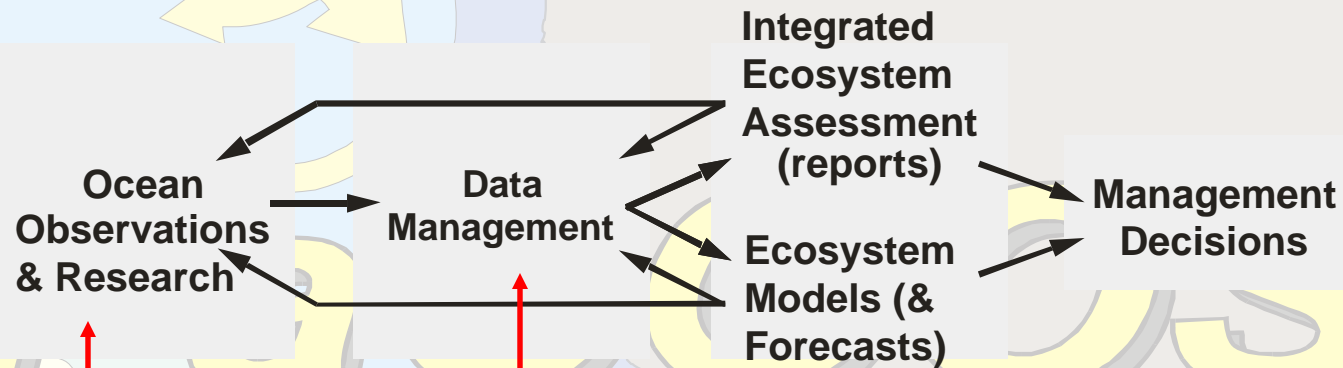 Ocean
Observations
& Research
Data
Management
Integrated
Ecosystem
Assessment
(reports)
Ecosystem
Models (&
Forecasts)
Management
Decisions